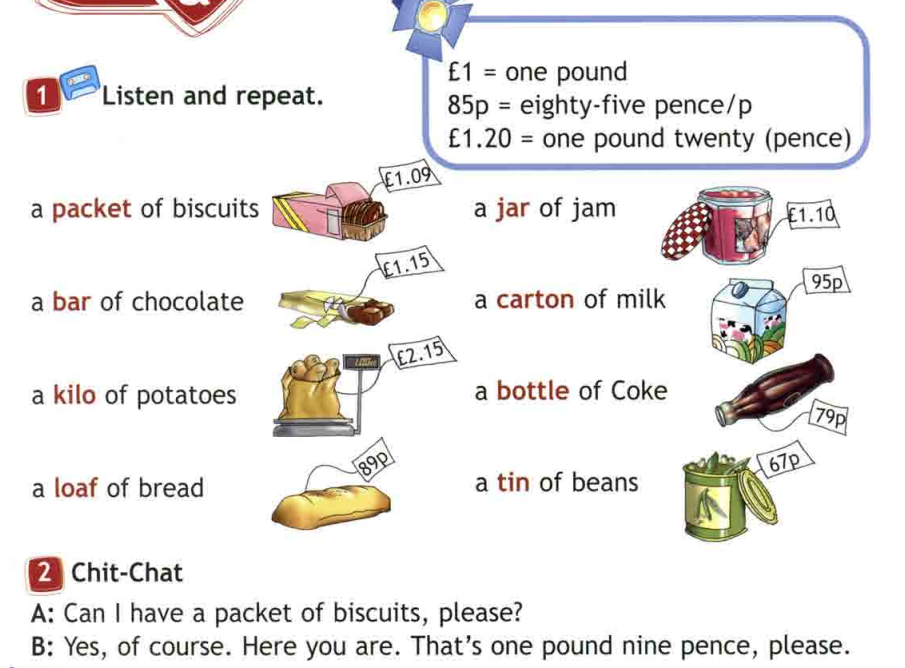 £1 = one pound
85p = eighty-five pence/p
£1.20 = one pound twenty (pence)
1 Listen and repeat.
a packet of biscuits
£1.09
a jar of jam
£1.10
a bar of chocolate
£1.15
a carton of milk
95p
a kilo of potatoes
£2.15
a bottle of Coke
79p
a loaf of bread
89p
a tin of beans
67p
2 Chit-Chat
A: Can I have a packet of biscuits, please?
B: Yes, of course. Here you are. That's one pound nine pence, please.